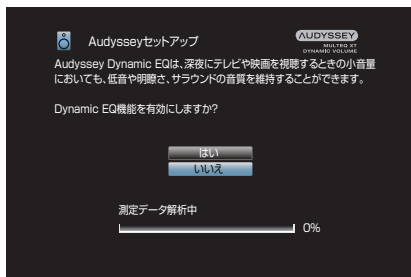 Audysseyセットアップ
AUDYSSEY
MULTEQ XT
DYNAMIC VOLUME
Audyssey Dynamic EQは、深夜にテレビや映画を視聴するときの小音量
においても、低音や明瞭さ、サラウンドの音質を維持することができます。
Dynamic EQ機能を有効にしますか?
はい
いいえ
測定データ解析中
0%